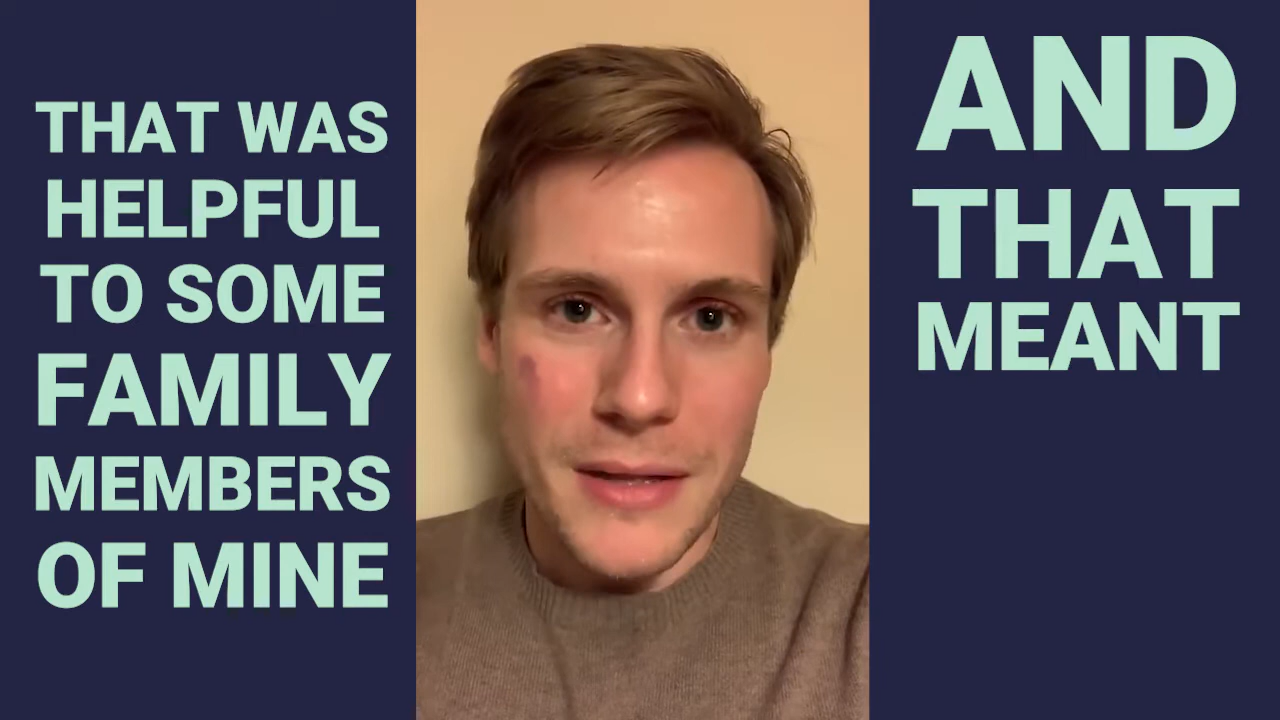 THAT WAS
HELPFUL
TO SOME
FAMILY
MEMBERS
OF MINE
AND
THAT
MEANT